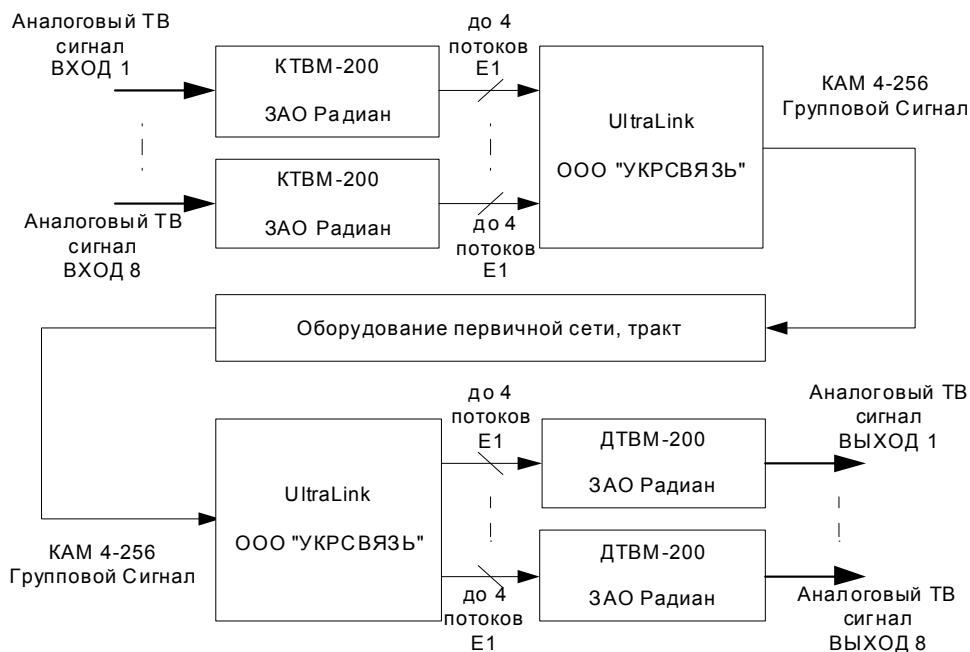 Аналоговый ТВ
сигнал
ВХОД 1
КТВМ-200
ЗАО Радиан
до 4
потоков
Е1
UltraLink
ООО "УКРСВЯЗЬ"
КАМ 4-256
Групповой Сигнал
КТВМ-200
ЗАО Радиан
Аналоговый ТВ
сигнал
ВХОД 8
до 4
потоков
Е1
Оборудование первичной сети, тракт
до 4
потоков
Е1
UltraLink
ООО "УКРСВЯЗЬ"
ДТВМ-200
ЗАО Радиан
Аналоговый ТВ
сигнал
ВЫХОД 1
КАМ 4-256
Групповой Сигнал
до 4
потоков
Е1
ДТВМ-200
ЗАО Радиан
Аналоговый ТВ
сигнал
ВЫХОД 8